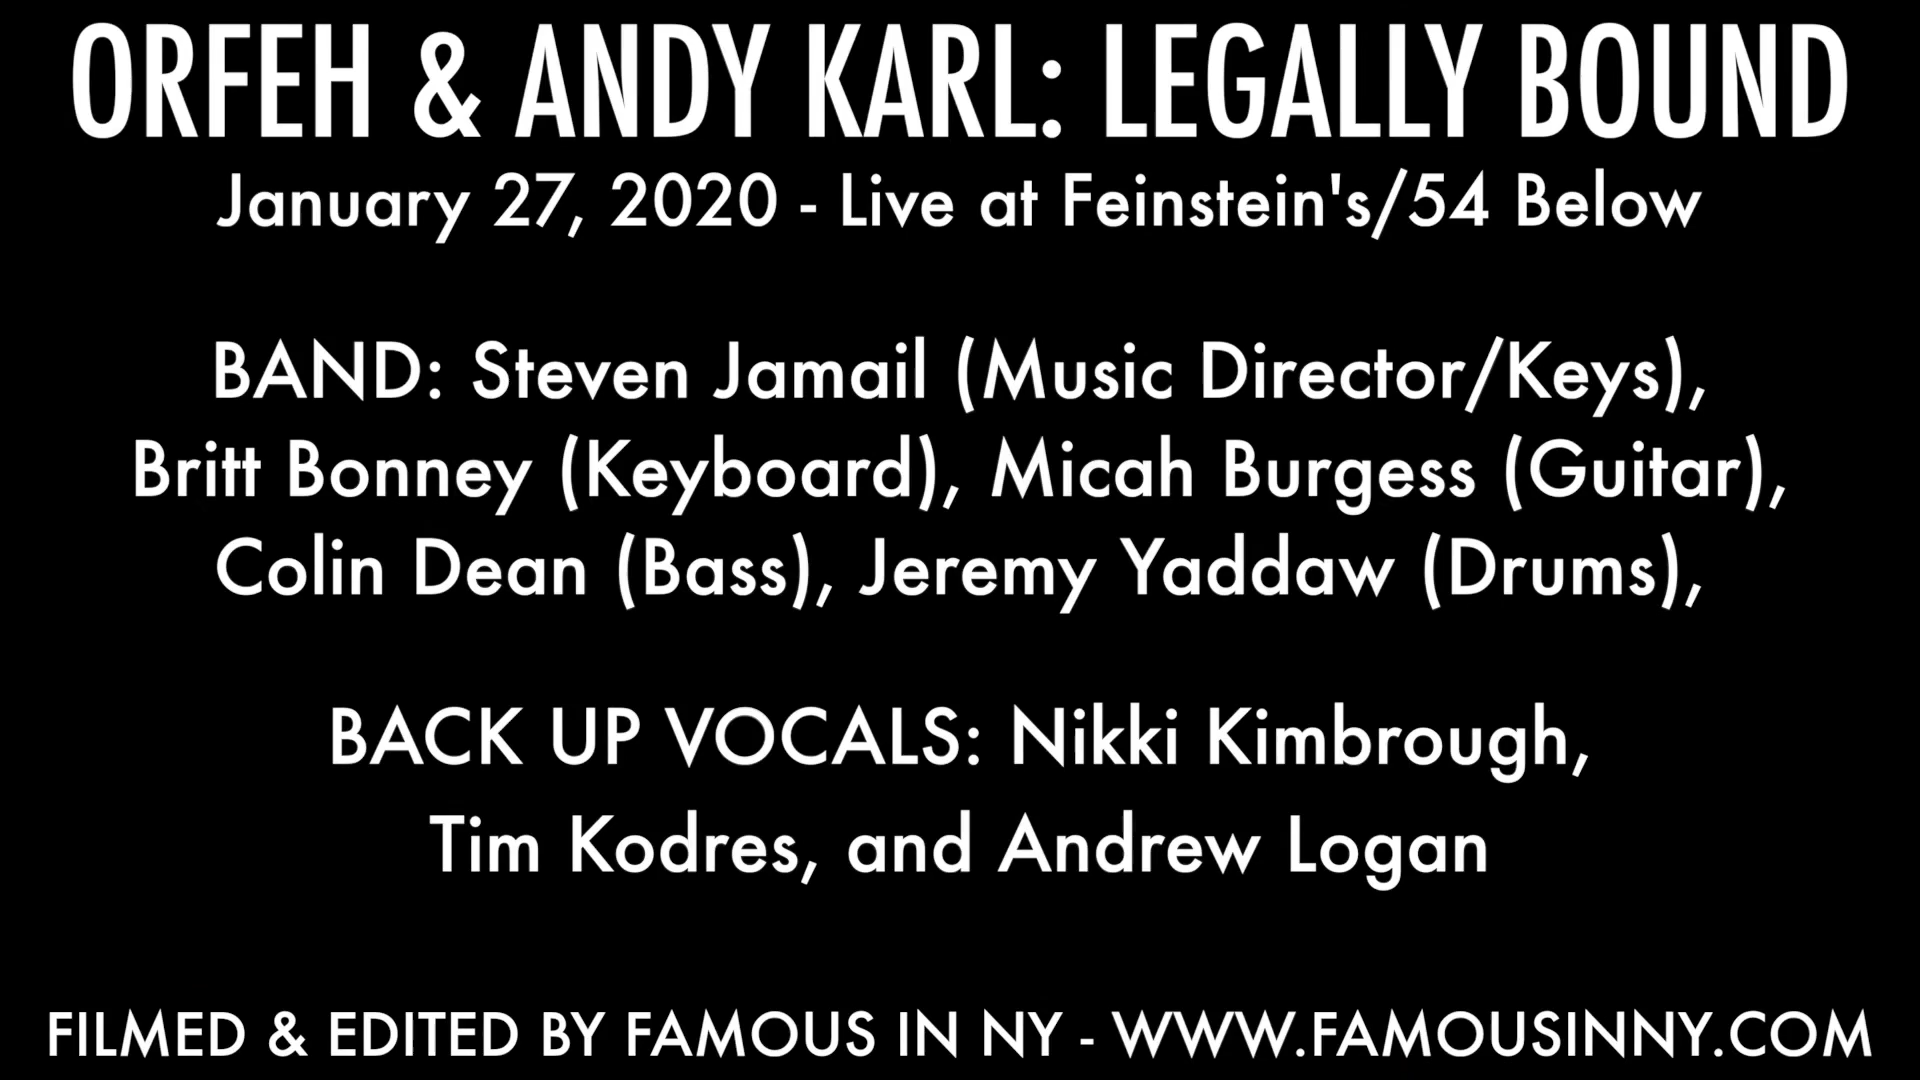 ORFEH & ANDY KARL: LEGALLY BOUND
January 27, 2020 - Live at Feinstein's/54 Below
BAND: Steven Jamail (Music Director/Keys),
Britt Bonney (Keyboard), Micah Burgess (Guitar),
Colin Dean (Bass), Jeremy Yaddaw (Drums),
BACK UP VOCALS: Nikki Kimbrough,
Tim Kodres, and Andrew Logan
FILMED & EDITED BY FAMOUS IN NY - WWW.FAMOUSINNY.COM